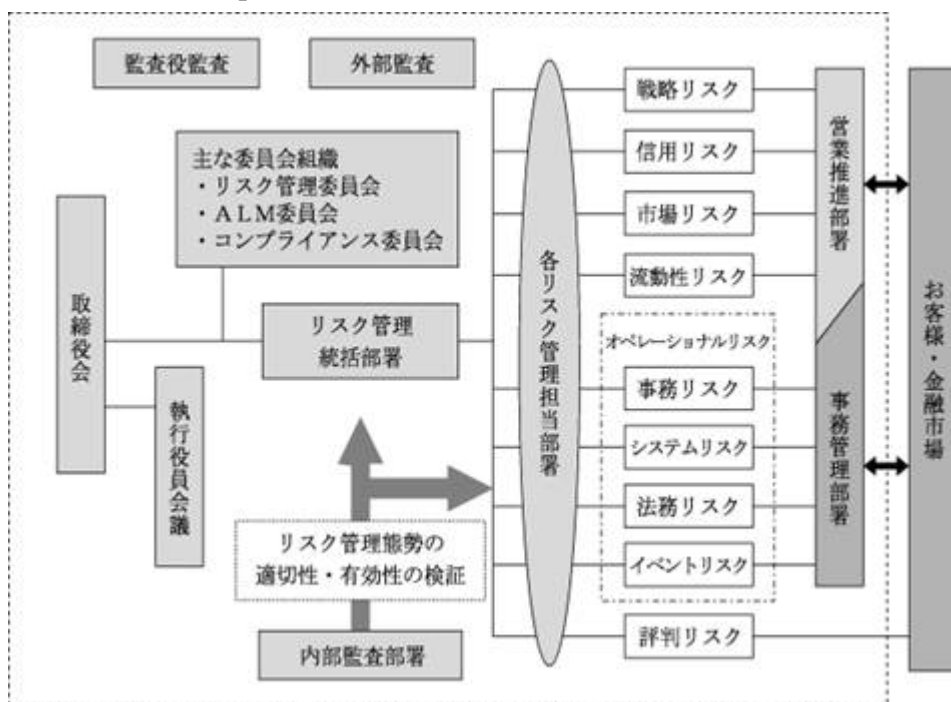 監査役監査
外部監査
主な委員会組織
・リスク管理委員会
・ＡＬＭ委員会
・コンプライアンス委員会
取締役会
執行役員会議
リスク管理
統括部署
リスク管理態勢の
適切性・有効性の検証
内部監査部署
各リスク管理担当部署
戦略リスク
信用リスク
市場リスク
流動性リスク
オペレーショナルリスク
事務リスク
システムリスク
法務リスク
イベントリスク
評判リスク
営業推進部署
事務管理部署
お客様・金融市場